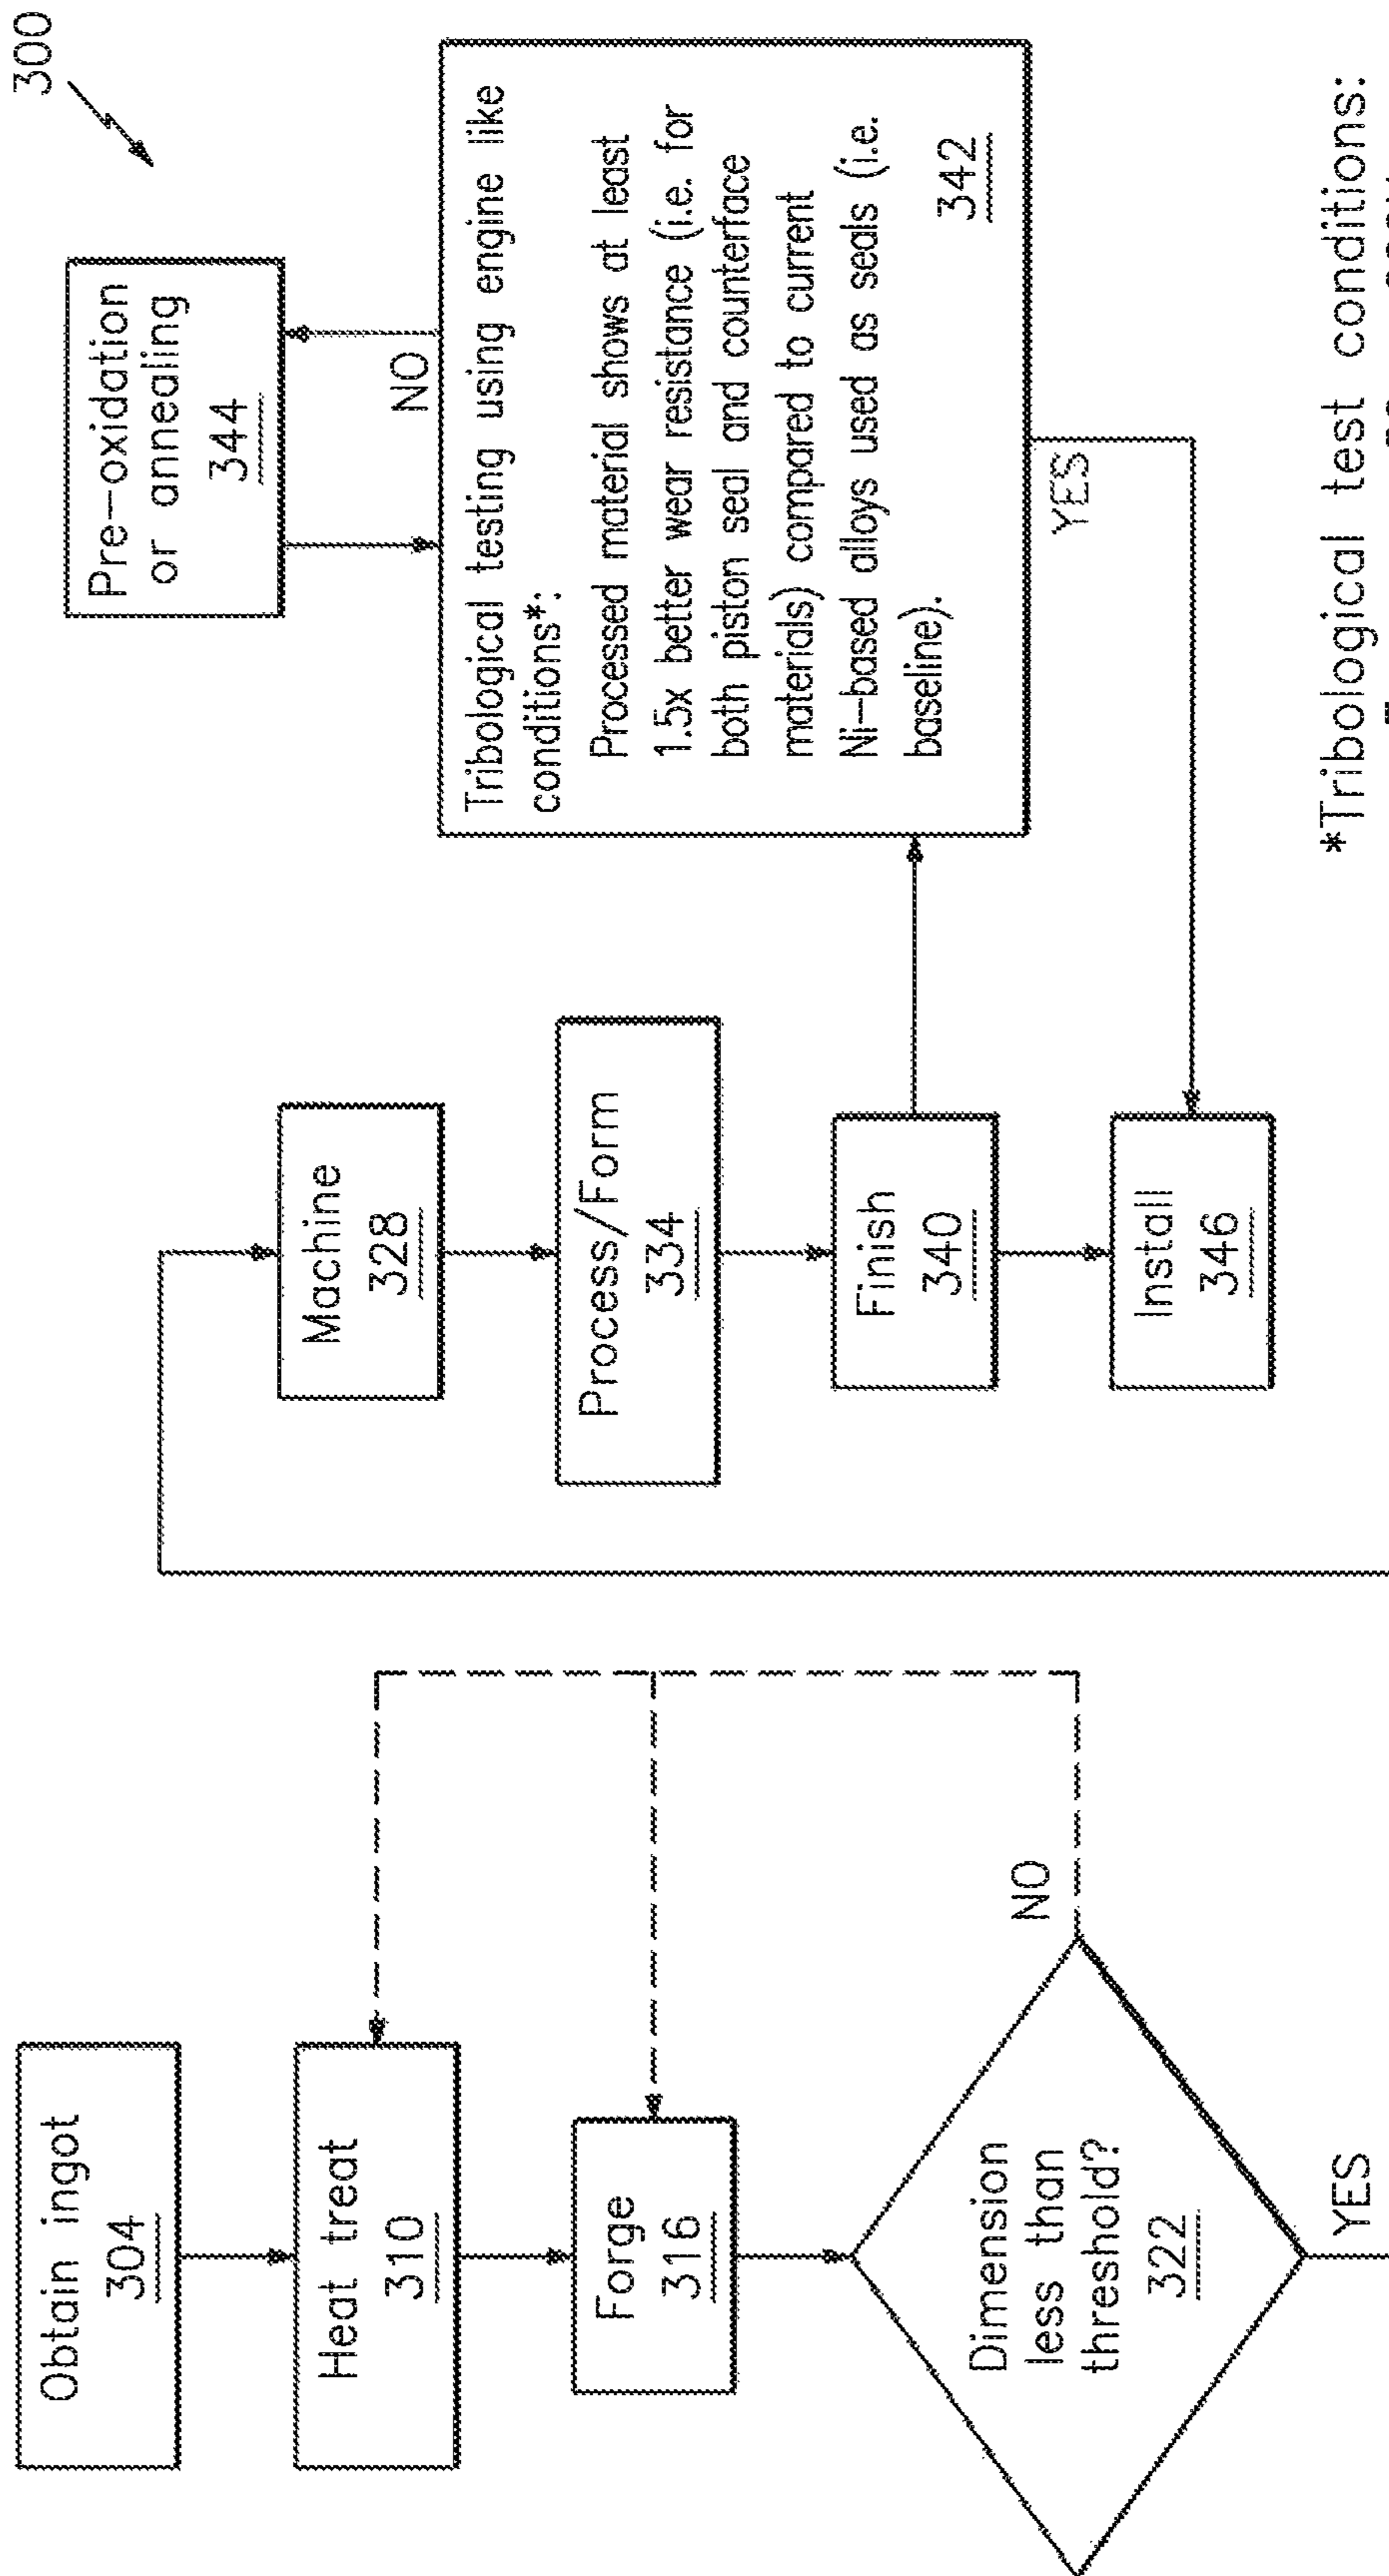 300
Obtain ingot
304
Heat treat
310
Forge
316
Dimension
less than
threshold?
322
NO
YES
Machine
328
Process/Form
334
Finish
340
Install
346
Pre-oxidation
or annealing
344
NO
Tribological testing using engine like
conditions*:
Processed material shows at least
1.5x better wear resistance (i.e. for
both piston seal and counterface
materials) compared to current
Ni-based alloys used as seals (i.e.
baseline).
342
YES
*Tribological test conditions: